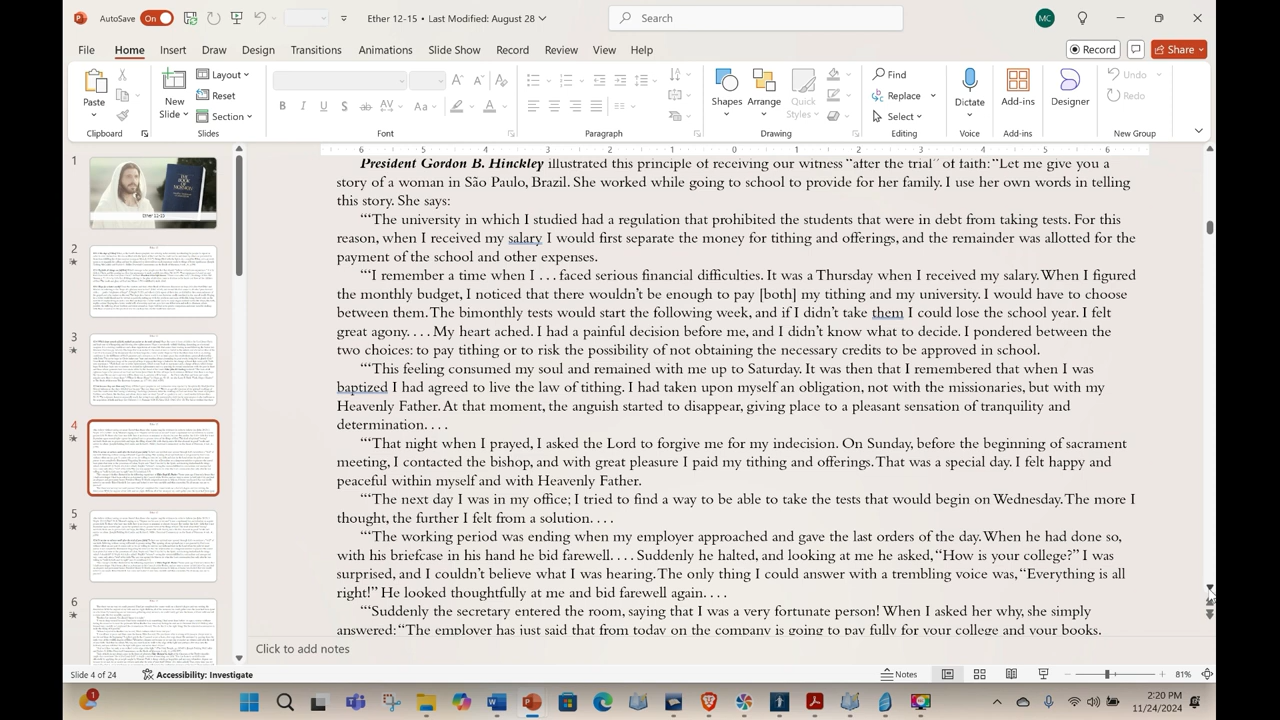 AutoSave On Ether 12-15 • Last Modified: August 28 Search MC
File Home Insert Draw Design Transitions Animations Slide Show Record Review View Help Record Share
Paste New Slide Layout Reset Section Shapes Arrange Quick Styles Find Replace Select Dictate Add-ins Designer Undo Redo
Clipboard Slides Font Paragraph Drawing Editing Voice Add-ins New Group
President Gordon B. Hinckley illustrated this principle of receiving our witness “after the trial” of faith: “Let me give you a
story of a woman in São Paulo, Brazil. She worked while going to school to provide for her family. I use her own words in telling
this story. She says:
“‘The university in which I studied had a regulation that prohibited the students that were in debt from taking tests. For this
reason, when I received my salary I would first separate the money for tithing and offerings, and the remainder was allotted for the
payment of the school and other expenses.
a time when I faced serious financial difficulties. It was a Thursday when I received my salary. When I figured
the monthly budget, I noticed that there wouldn’t be enough to pay [both] my tithing and my university. I would have to choose
between them. The bimonthly tests would start the following week, and if I didn’t take them I could lose the school year. I felt
great agony. . . . My heart ached. I had a painful decision before me, and I didn’t know what to decide. I pondered between the
two choices: to pay tithing or to risk the possibility of not obtaining the necessary credits to be approved in school.
my soul and remained with me up to Saturday. It was then that I remembered that when I was
baptized I had agreed to live the law of tithing. I had taken upon myself an obligation, not with the missionaries, but with my
Heavenly Father. At that moment, the anguish started to disappear, giving place to a pleasant sensation of tranquility and
determination. . . .
“‘That night when I prayed, I asked the Lord to forgive me for my indecision. On Sunday, before the beginning of sacrament
meeting, I contacted the bishop, and with great pleasure I paid my tithing and offerings. That was a special day. I felt happy and
peaceful within myself and with Heavenly Father.
“‘The next day I was in my office; I tried to find a way to be able to take the tests that would begin on Wednesday. The more I
thought, the further I felt from a solution. . . .
“‘The working period was ending when my employer approached and gave the last orders of the day. When he had done so,
with his briefcase in his hand he bid farewell. . . . Suddenly he halted, and looking at me he asked, “How is your college?” I was
surprised, and I couldn’t believe what I was hearing. The only thing I could answer with a trembling voice was, “Everything is all
right!” He looked thoughtfully at me and bid farewell again. . . .
“‘Suddenly the secretary entered the room, saying that I was a very fortunate person! When I asked her why, she simply
answered: “The employer has just said that from today on the company is going to pay fully for your college and your books.
Click to add notes
1 Ether 12-15
2
3
4
5
6
Slide 4 of 24 Accessibility: Investigate Notes 81%
1 2:20 PM
11/24/2024